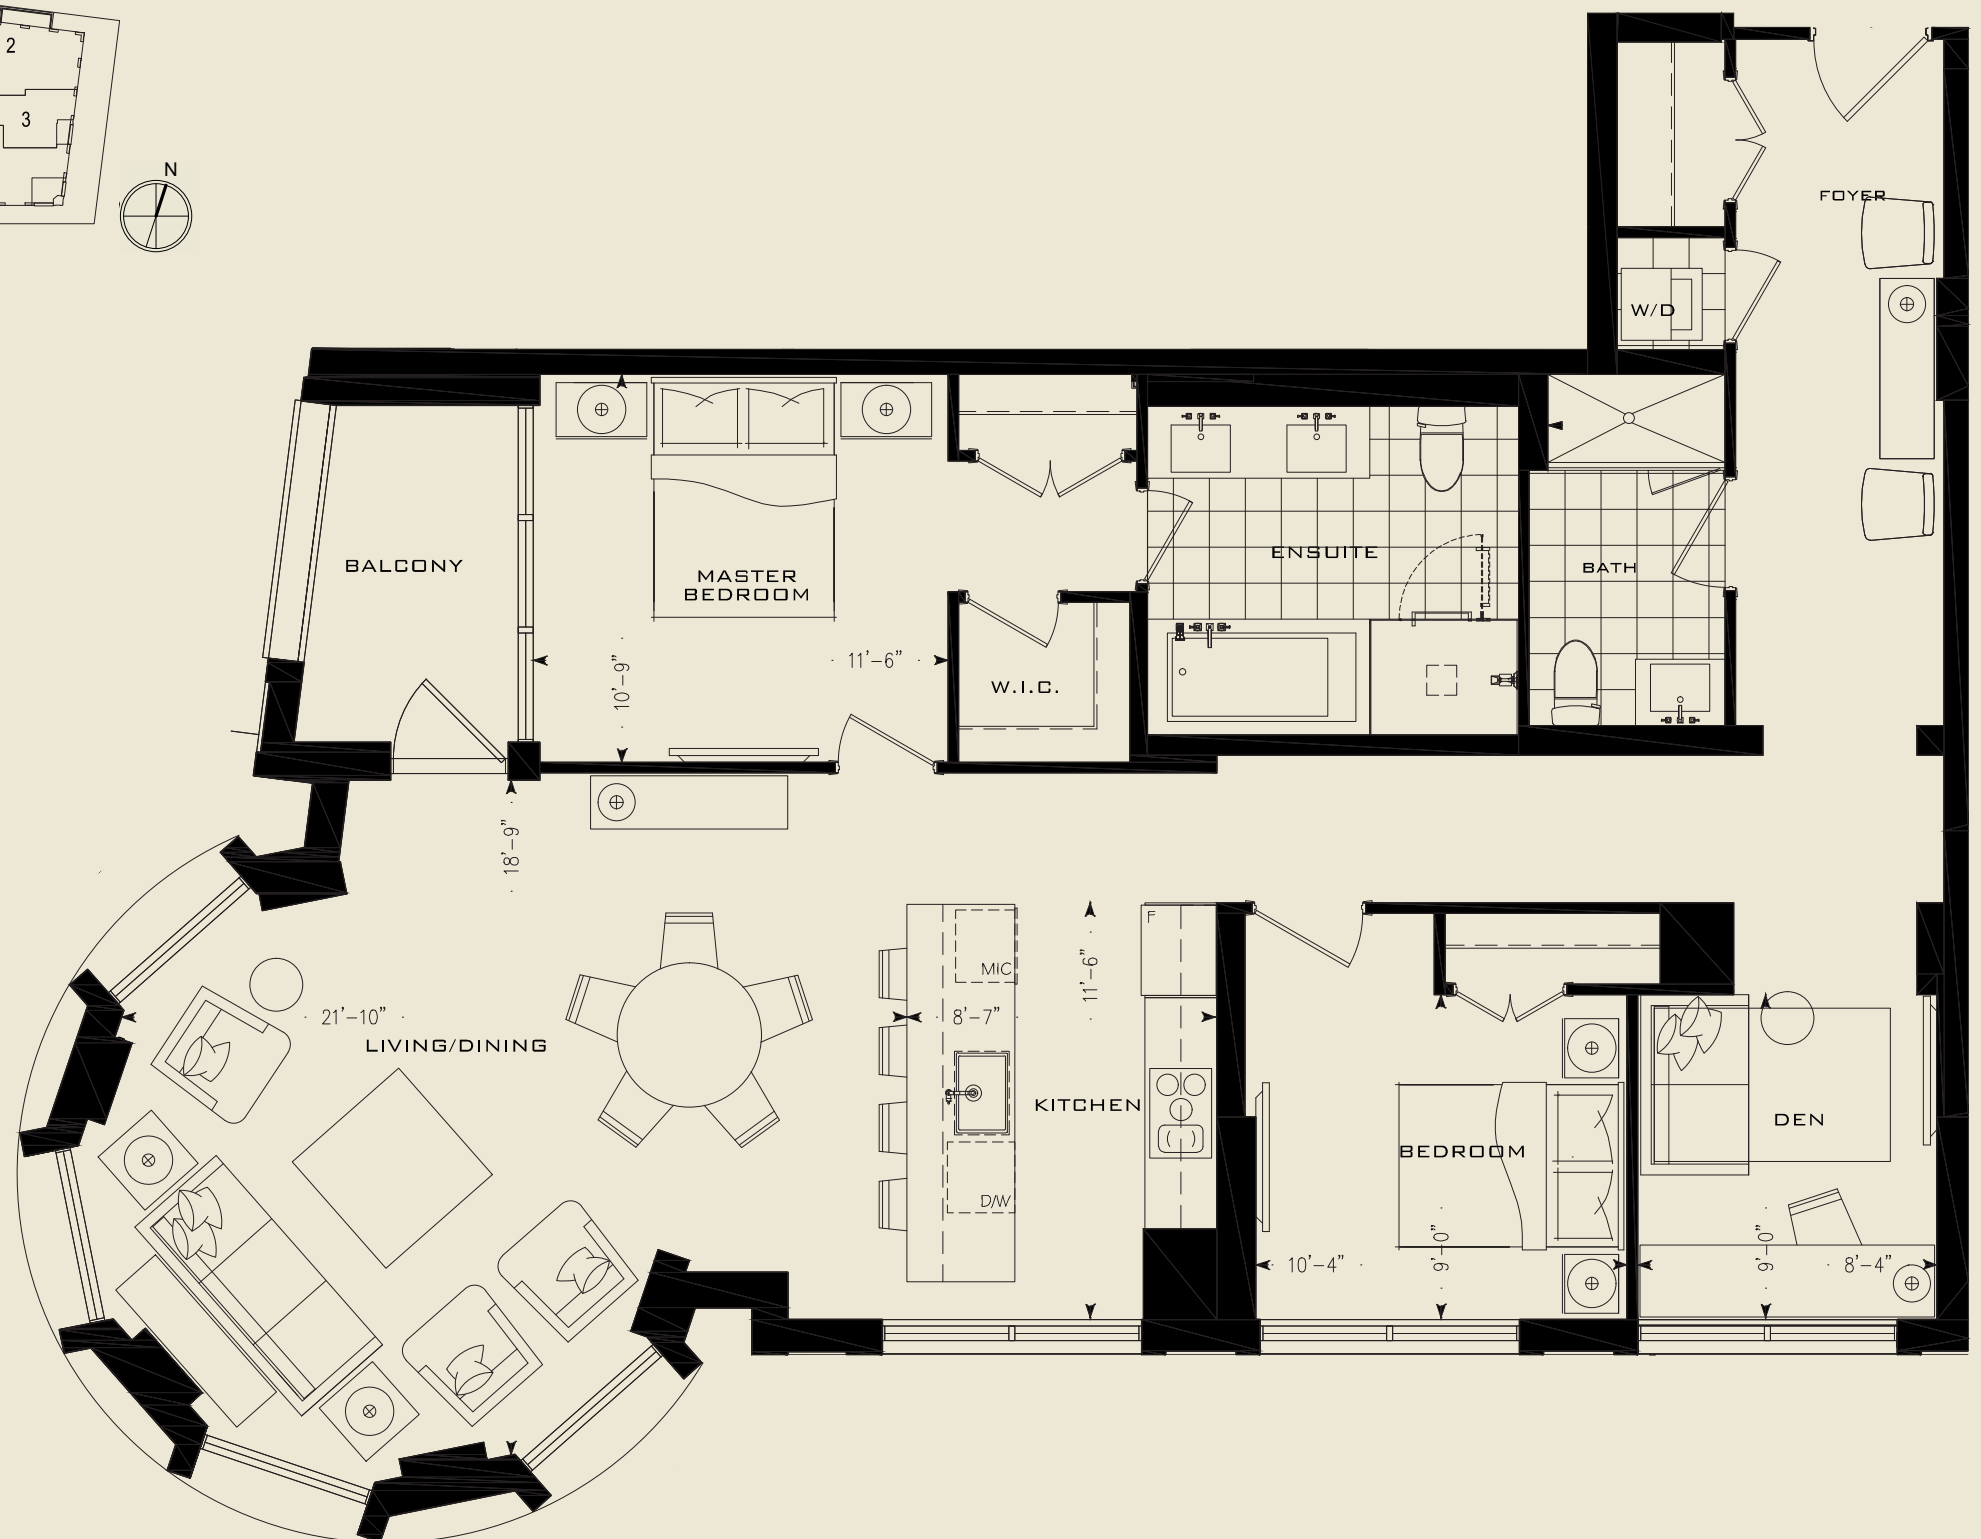 2
3
N
FOYER
W/D
BALCONY
MASTER
BEDROOM
ENSUITE
BATH
10'-9"
11'-6"
W.I.C.
18'-9"
F
MIC
11'-6"
21'-10"
8'-7"
LIVING/DINING
KITCHEN
DEN
BEDROOM
D/W
10'-4"
9'-0"
9'-0"
8'-4"